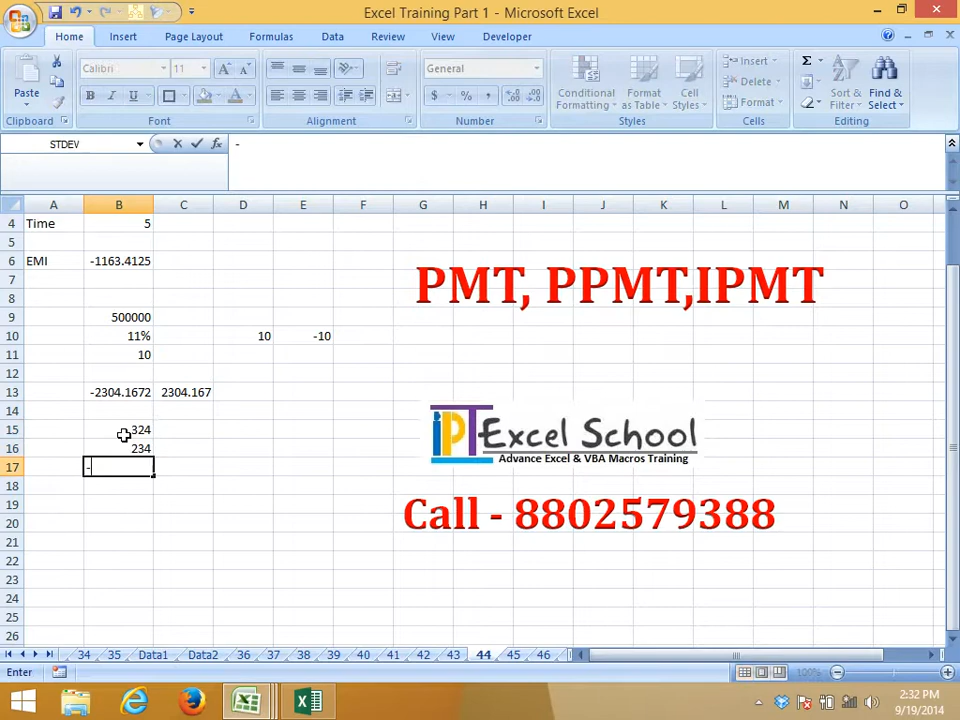 Excel Training Part 1 - Microsoft Excel
Home Insert Page Layout Formulas Data Review View Developer
Paste Calibri 11 General
B I U $ % ,
Conditional Formatting Format as Table Cell Styles
Insert Delete Format
Σ Sort & Filter Find & Select
Clipboard Font Alignment Number Styles Cells Editing
STDEV fx -
A B C D E F G H I J K L M N O
4 Time 5
5
6 EMI -1163.4125
7
8
9 500000
10 11% 10 -10
11 10
12
13 -2304.1672 2304.167
14
15 324
16 234
17 -
18
19
20
21
22
23
24
25
26
PMT, PPMT,IPMT
iPT Excel School
Advance Excel & VBA Macros Training
Call - 8802579388
34 35 Data1 Data2 36 37 38 39 40 41 42 43 44 45 46
Enter 100%
2:32 PM
9/19/2014